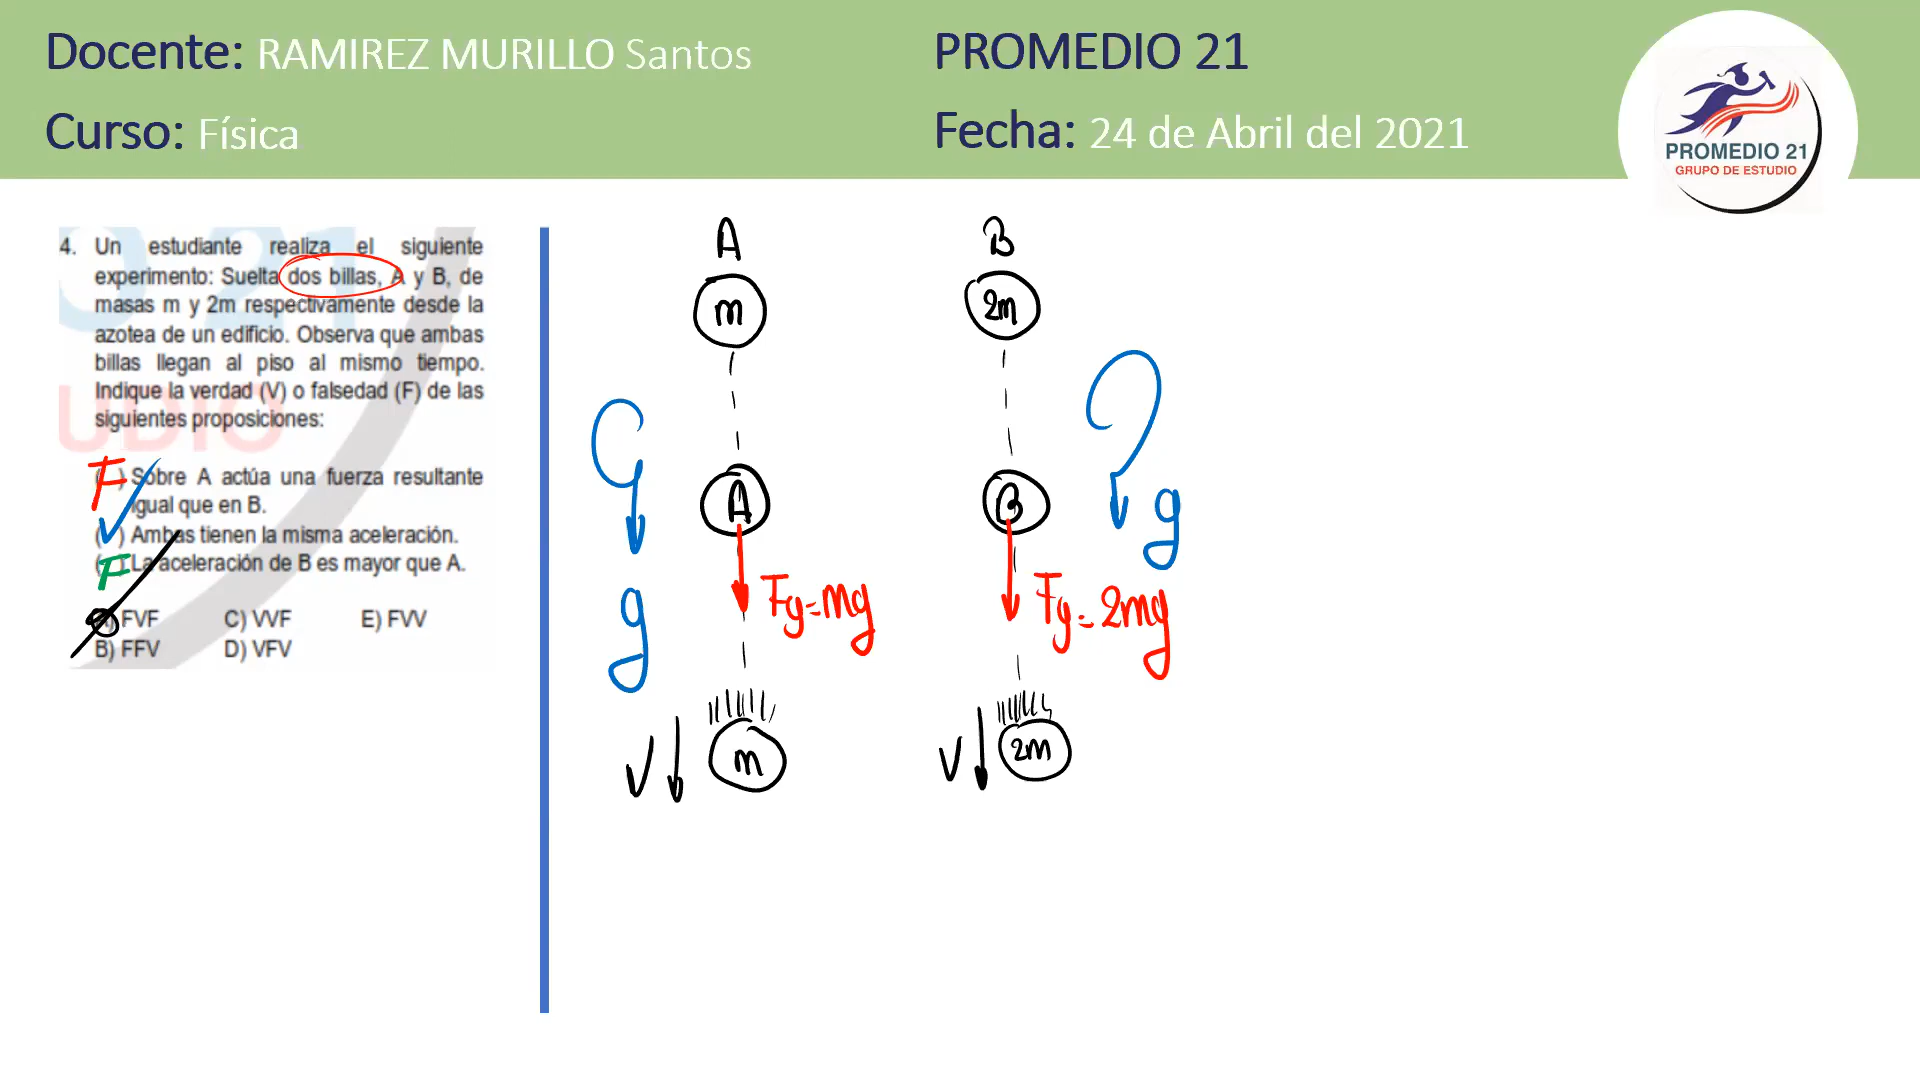 Docente: RAMIREZ MURILLO Santos
PROMEDIO 21
Curso: Física
Fecha: 24 de Abril del 2021
PROMEDIO 21
GRUPO DE ESTUDIO
4. Un estudiante realiza el siguiente
experimento: Suelta dos billas, A y B, de
masas m y 2m respectivamente desde la
azotea de un edificio. Observa que ambas
billas llegan al piso al mismo tiempo.
Indique la verdad (V) o falsedad (F) de las
siguientes proposiciones:
F ( ) Sobre A actúa una fuerza resultante
igual que en B.
V ( ) Ambas tienen la misma aceleración.
F ( ) La aceleración de B es mayor que A.
A) FVF C) VVF E) FVV
B) FFV D) VFV
A B
m 2m
A B
g
Fg=mg Fg=2mg
g
V m V 2m